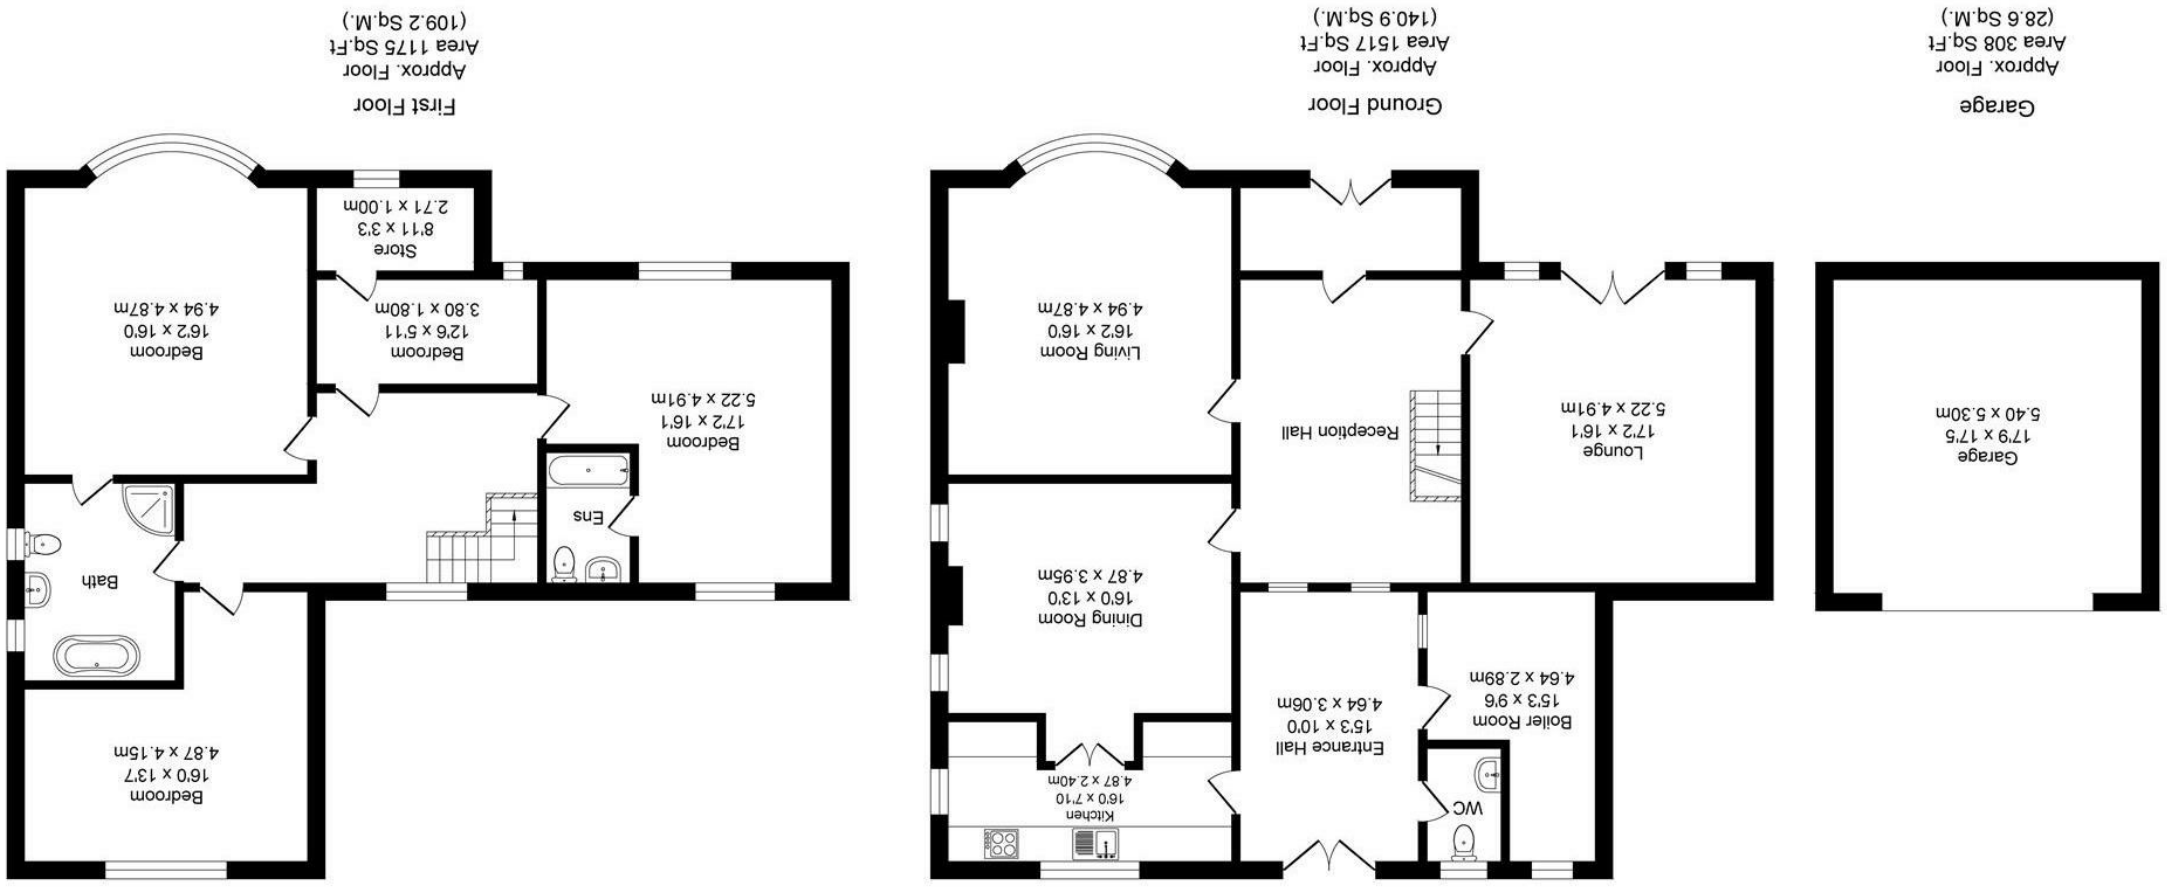 Garage
17'9 x 17'5
5.40 x 5.30m
Garage
Approx. Floor
Area 308 Sq.Ft
(28.6 Sq.M.)
WC
Boiler Room
15'3 x 9'6
4.64 x 2.89m
Entrance Hall
15'3 x 10'0
4.64 x 3.06m
Kitchen
16'0 x 7'10
4.87 x 2.40m
Dining Room
16'0 x 13'0
4.87 x 3.95m
Lounge
17'2 x 16'1
5.22 x 4.91m
Reception Hall
Living Room
16'2 x 16'0
4.94 x 4.87m
Ground Floor
Approx. Floor
Area 1517 Sq.Ft
(140.9 Sq.M.)
Bedroom
16'0 x 13'7
4.87 x 4.15m
Bath
Ens
Bedroom
17'2 x 16'1
5.22 x 4.91m
Bedroom
12'6 x 5'11
3.80 x 1.80m
Bedroom
16'2 x 16'0
4.94 x 4.87m
Store
8'11 x 3'3
2.71 x 1.00m
First Floor
Approx. Floor
Area 1175 Sq.Ft
(109.2 Sq.M.)